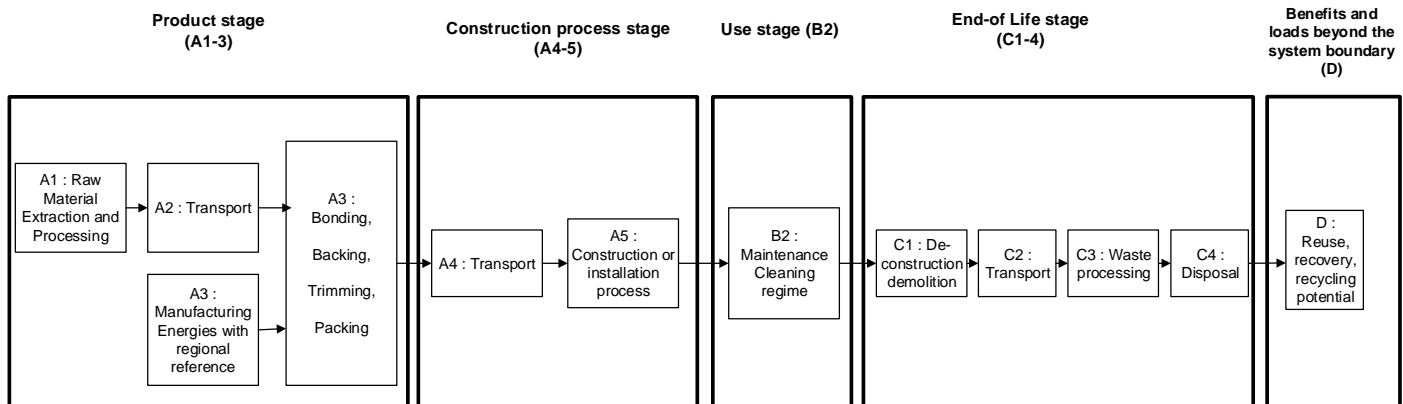 Product stage
(A1-3)
Construction process stage
(A4-5)
Use stage (B2)
End-of Life stage
(C1-4)
Benefits and
loads beyond the
system boundary
(D)
A1 : Raw
Material
Extraction and
Processing
A2 : Transport
A3 :
Manufacturing
Energies with
regional
reference
A3 :
Bonding,
Backing,
Trimming,
Packing
A4 : Transport
A5 :
Construction or
installation
process
B2 :
Maintenance
Cleaning
regime
C1 : De-
construction
demolition
C2 :
Transport
C3 : Waste
processing
C4 :
Disposal
D :
Reuse,
recovery,
recycling
potential